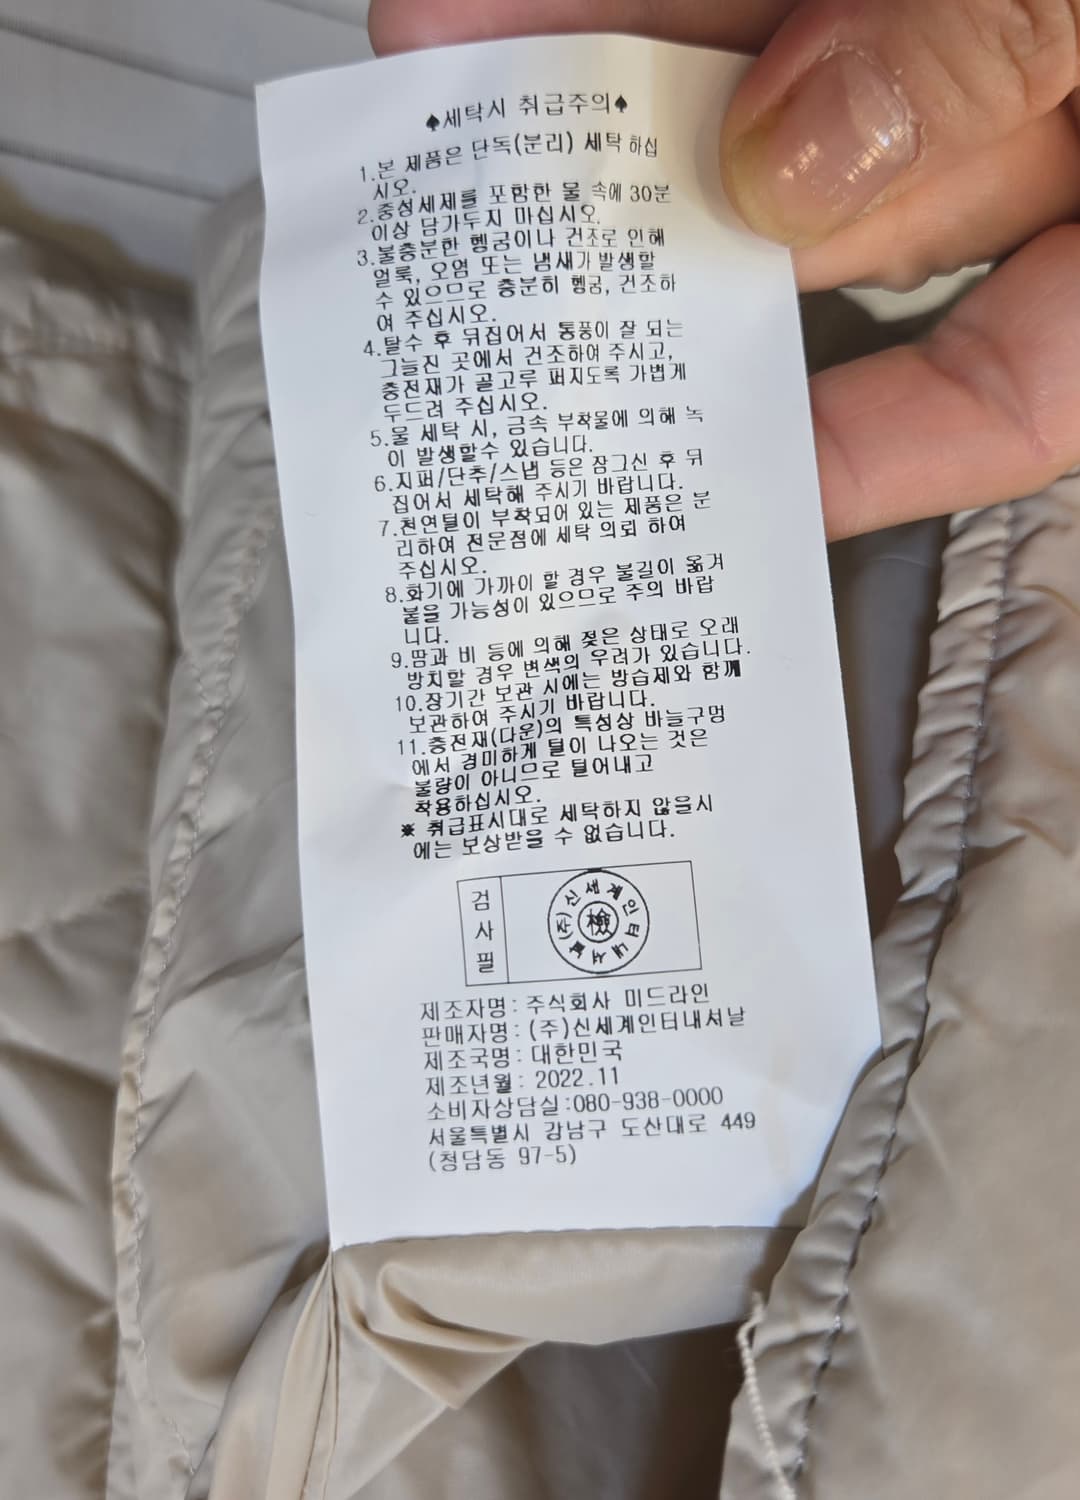 ♠세탁시 취급주의♠
1.본 제품은 단독(분리) 세탁 하십
시오.
2.중성세제를 포함한 물 속에 30분
이상 담가두지 마십시오.
3.불충분한 헹굼이나 건조로 인해
얼룩, 오염 또는 냄새가 발생할
수 있으므로 충분히 헹굼, 건조하
여 주십시오.
4.탈수 후 뒤집어서 통풍이 잘 되는
그늘진 곳에서 건조하여 주시고,
충전재가 골고루 퍼지도록 가볍게
두드려 주십시오.
5.물 세탁 시, 금속 부착물에 의해 녹
이 발생할수 있습니다.
6.지퍼/단추/스냅 등은 잠그신 후 뒤
집어서 세탁해 주시기 바랍니다.
7.천연털이 부착되어 있는 제품은 분
리하여 전문점에 세탁 의뢰 하여
주십시오.
8.화기에 가까이 할 경우 불길이 옮겨
붙을 가능성이 있으므로 주의 바랍
니다.
9.땀과 비 등에 의해 젖은 상태로 오래
방치할 경우 변색의 우려가 있습니다.
10.장기간 보관 시에는 방습제와 함께
보관하여 주시기 바랍니다.
11.충전재(다운)의 특성상 바늘구멍
에서 경미하게 털이 나오는 것은
불량이 아니므로 털어내고
착용하십시오.
※ 취급표시대로 세탁하지 않을시
에는 보상받을 수 없습니다.
검사필
(주)신세계인터내셔날
檢
제조자명: 주식회사 미드라인
판매자명: (주)신세계인터내셔날
제조국명: 대한민국
제조년월: 2022.11
소비자상담실:080-938-0000
서울특별시 강남구 도산대로 449
(청담동 97-5)